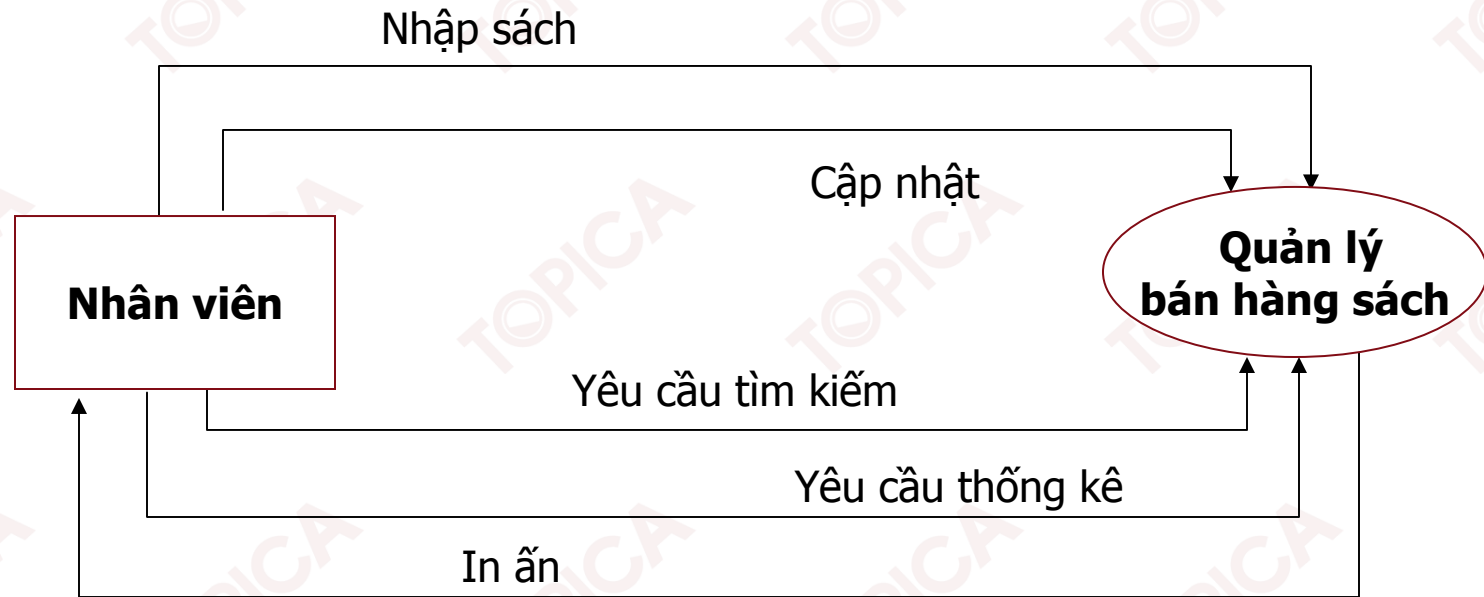 Nhập sách
Cập nhật
Quản lý
bán hàng sách
Nhân viên
Yêu cầu tìm kiếm
Yêu cầu thống kê
In ấn
TOPICA